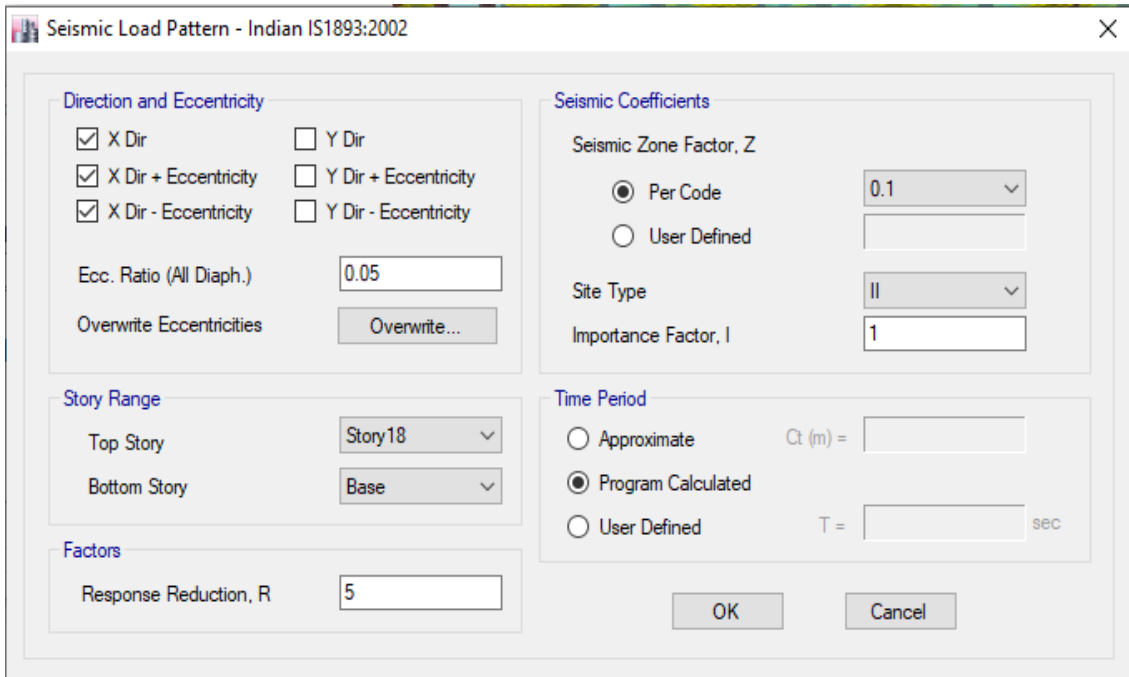 Seismic Load Pattern - Indian IS1893:2002
Direction and Eccentricity
X Dir
Y Dir
X Dir + Eccentricity
Y Dir + Eccentricity
X Dir - Eccentricity
Y Dir - Eccentricity
Ecc. Ratio (All Diaph.)
0.05
Overwrite Eccentricities
Overwrite...
Story Range
Top Story
Story18
Bottom Story
Base
Factors
Response Reduction, R
5
Seismic Coefficients
Seismic Zone Factor, Z
Per Code
0.1
User Defined
Site Type
II
Importance Factor, I
1
Time Period
Approximate
Ct (m) =
Program Calculated
User Defined
T =
sec
OK
Cancel